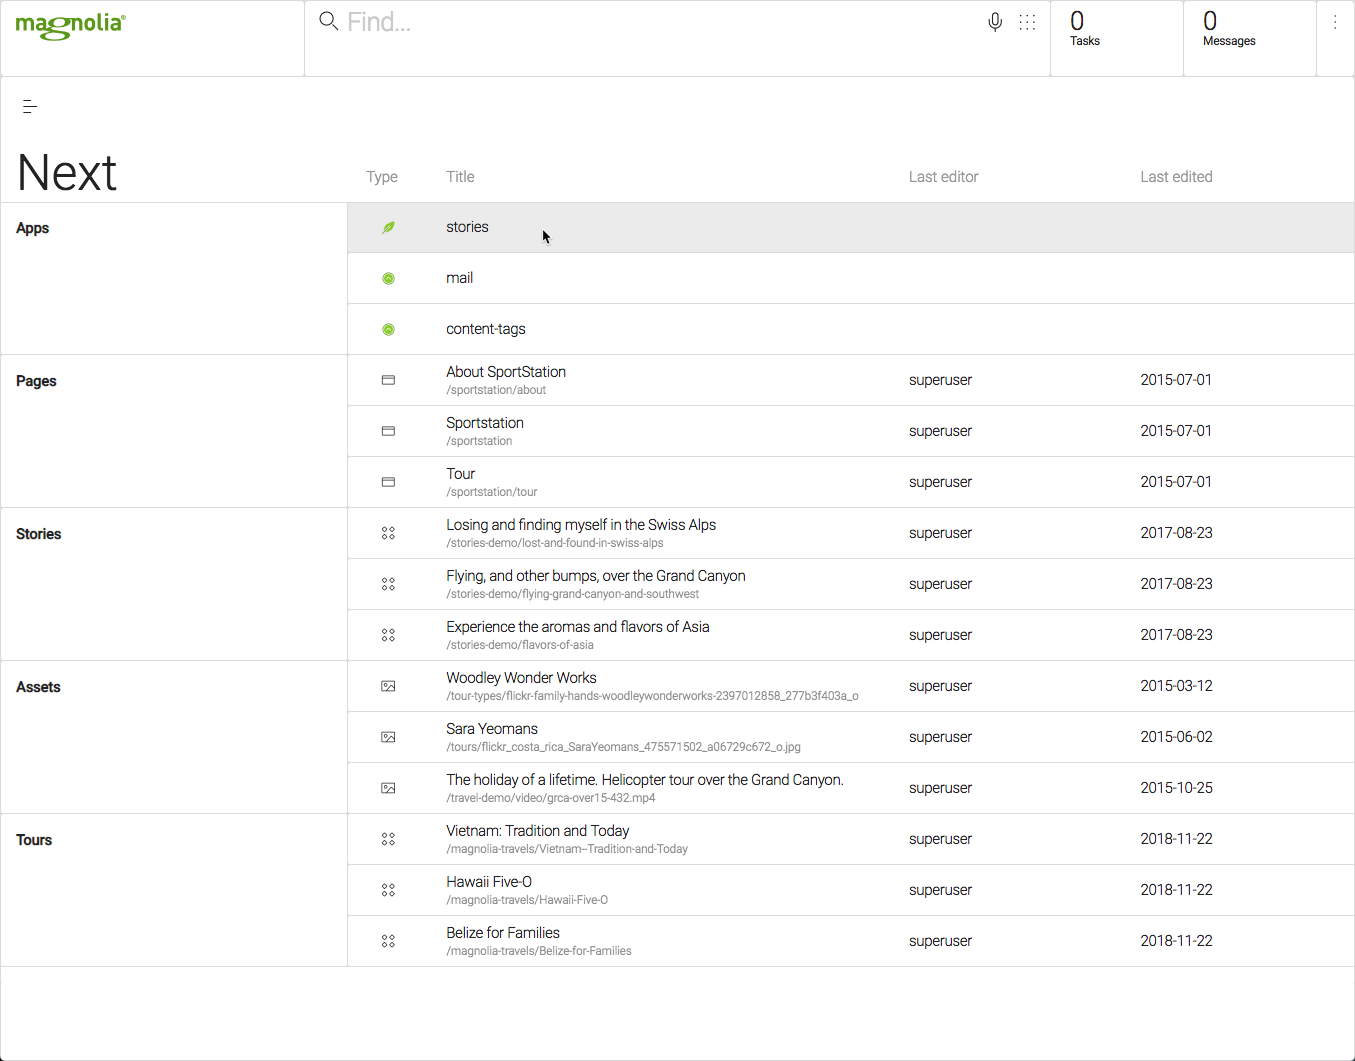 magnolia®
Find...
0
Tasks
0
Messages
Next
Type Title Last editor Last edited
Apps
stories
mail
content-tags
Pages
About SportStation
/sportstation/about
superuser 2015-07-01
Sportstation
/sportstation
superuser 2015-07-01
Tour
/sportstation/tour
superuser 2015-07-01
Stories
Losing and finding myself in the Swiss Alps
/stories-demo/lost-and-found-in-swiss-alps
superuser 2017-08-23
Flying, and other bumps, over the Grand Canyon
/stories-demo/flying-grand-canyon-and-southwest
superuser 2017-08-23
Experience the aromas and flavors of Asia
/stories-demo/flavors-of-asia
superuser 2017-08-23
Assets
Woodley Wonder Works
/tour-types/flickr-family-hands-woodleywonderworks-2397012858_277b3f403a_o
superuser 2015-03-12
Sara Yeomans
/tours/flickr_costa_rica_SaraYeomans_475571502_a06729c672_o.jpg
superuser 2015-06-02
The holiday of a lifetime. Helicopter tour over the Grand Canyon.
/travel-demo/video/grca-over15-432.mp4
superuser 2015-10-25
Tours
Vietnam: Tradition and Today
/magnolia-travels/Vietnam--Tradition-and-Today
superuser 2018-11-22
Hawaii Five-O
/magnolia-travels/Hawaii-Five-O
superuser 2018-11-22
Belize for Families
/magnolia-travels/Belize-for-Families
superuser 2018-11-22